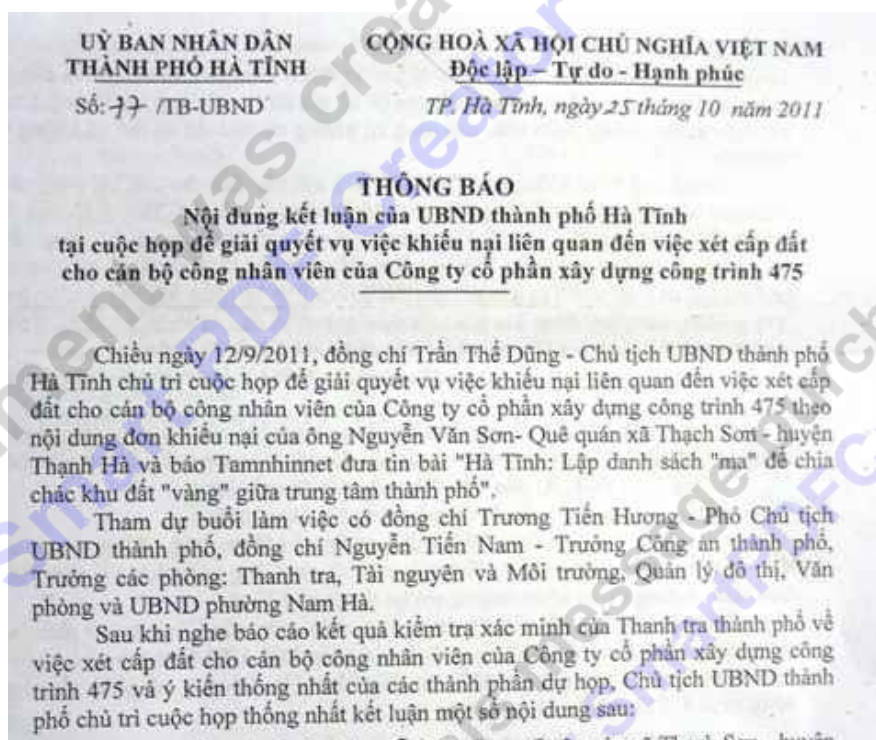 UỶ BAN NHÂN DÂN
THÀNH PHỐ HÀ TĨNH
Số: 77 /TB-UBND
CỘNG HOÀ XÃ HỘI CHỦ NGHĨA VIỆT NAM
Độc lập – Tự do - Hạnh phúc
TP. Hà Tĩnh, ngày 25 tháng 10 năm 2011
THÔNG BÁO
Nội dung kết luận của UBND thành phố Hà Tĩnh
tại cuộc họp để giải quyết vụ việc khiếu nại liên quan đến việc xét cấp đất
cho cán bộ công nhân viên của Công ty cổ phần xây dựng công trình 475
Chiều ngày 12/9/2011, đồng chí Trần Thế Dũng - Chủ tịch UBND thành phố
Hà Tĩnh chủ trì cuộc họp để giải quyết vụ việc khiếu nại liên quan đến việc xét cấp
đất cho cán bộ công nhân viên của Công ty cổ phần xây dựng công trình 475 theo
nội dung đơn khiếu nại của ông Nguyễn Văn Sơn- Quê quán xã Thạch Sơn - huyện
Thạnh Hà và báo Tamnhinnet đưa tin bài "Hà Tĩnh: Lập danh sách "ma" để chia
chác khu đất "vàng" giữa trung tâm thành phố".
Tham dự buổi làm việc có đồng chí Trương Tiến Hương - Phó Chủ tịch
UBND thành phố, đồng chí Nguyễn Tiến Nam - Trưởng Công an thành phố,
Trưởng các phòng: Thanh tra, Tài nguyên và Môi trường, Quản lý đô thị, Văn
phòng và UBND phường Nam Hà.
Sau khi nghe báo cáo kết quả kiểm tra xác minh của Thanh tra thành phố về
việc xét cấp đất cho cán bộ công nhân viên của Công ty cổ phần xây dựng công
trình 475 và ý kiến thống nhất của các thành phần dự họp, Chủ tịch UBND thành
phố chủ trì cuộc họp thống nhất kết luận một số nội dung sau: